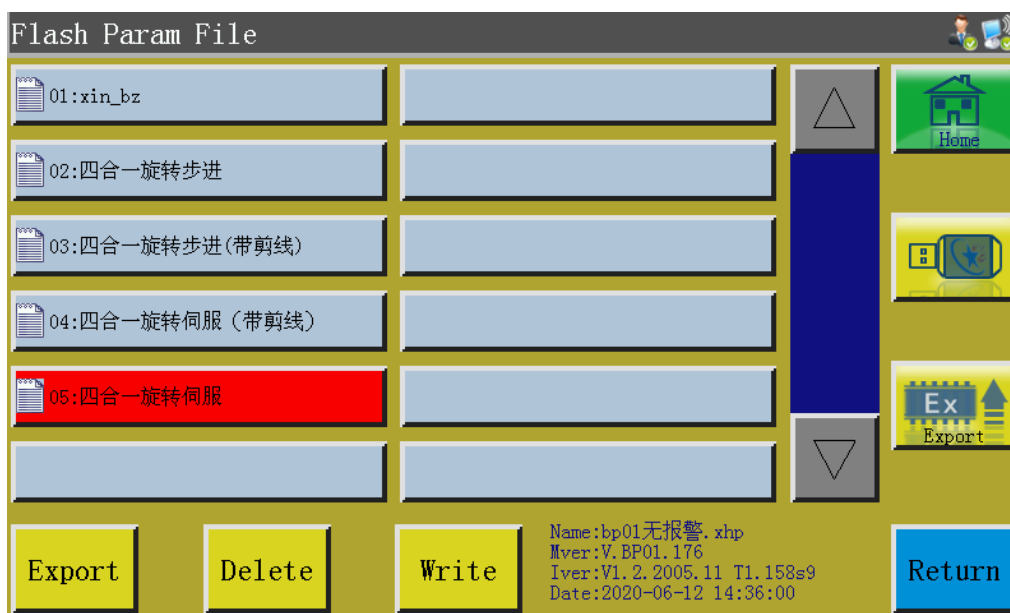 Flash Param File
01:xin_bz
02:四合一旋转步进
03:四合一旋转步进(带剪线)
04:四合一旋转伺服（带剪线）
05:四合一旋转伺服
Home
Ex
Export
Export
Delete
Write
Name:bp01无报警.xhp
Mver:V.BP01.176
Iver:V1.2.2005.11 T1.158s9
Date:2020-06-12 14:36:00
Return